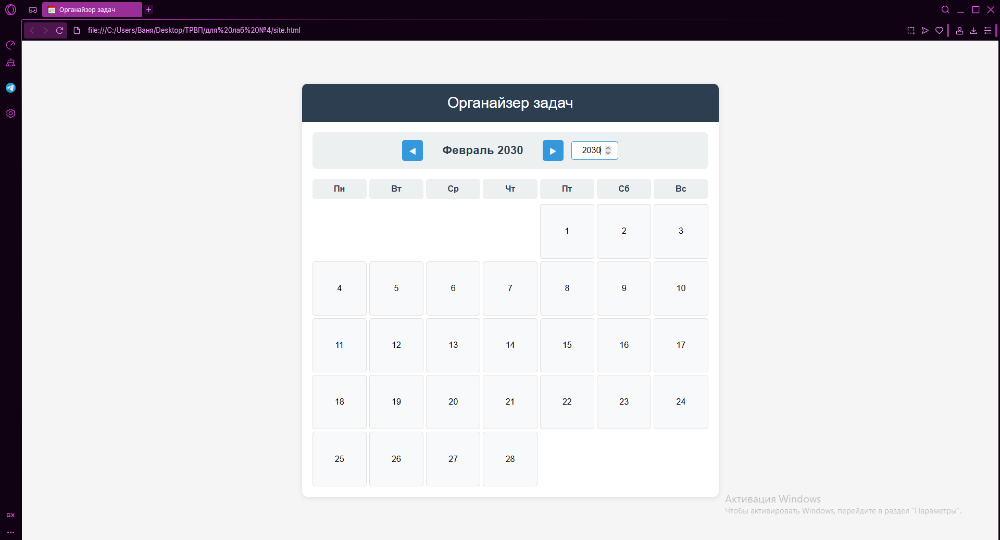 Органайзер задач
file:///C:/Users/Ваня/Desktop/ТРВП/для%20лаб%20№4/site.html
Органайзер задач
Февраль 2030
2030
Пн Вт Ср Чт Пт Сб Вс
1 2 3
4 5 6 7 8 9 10
11 12 13 14 15 16 17
18 19 20 21 22 23 24
25 26 27 28
Активация Windows
Чтобы активировать Windows, перейдите в раздел "Параметры".
GX